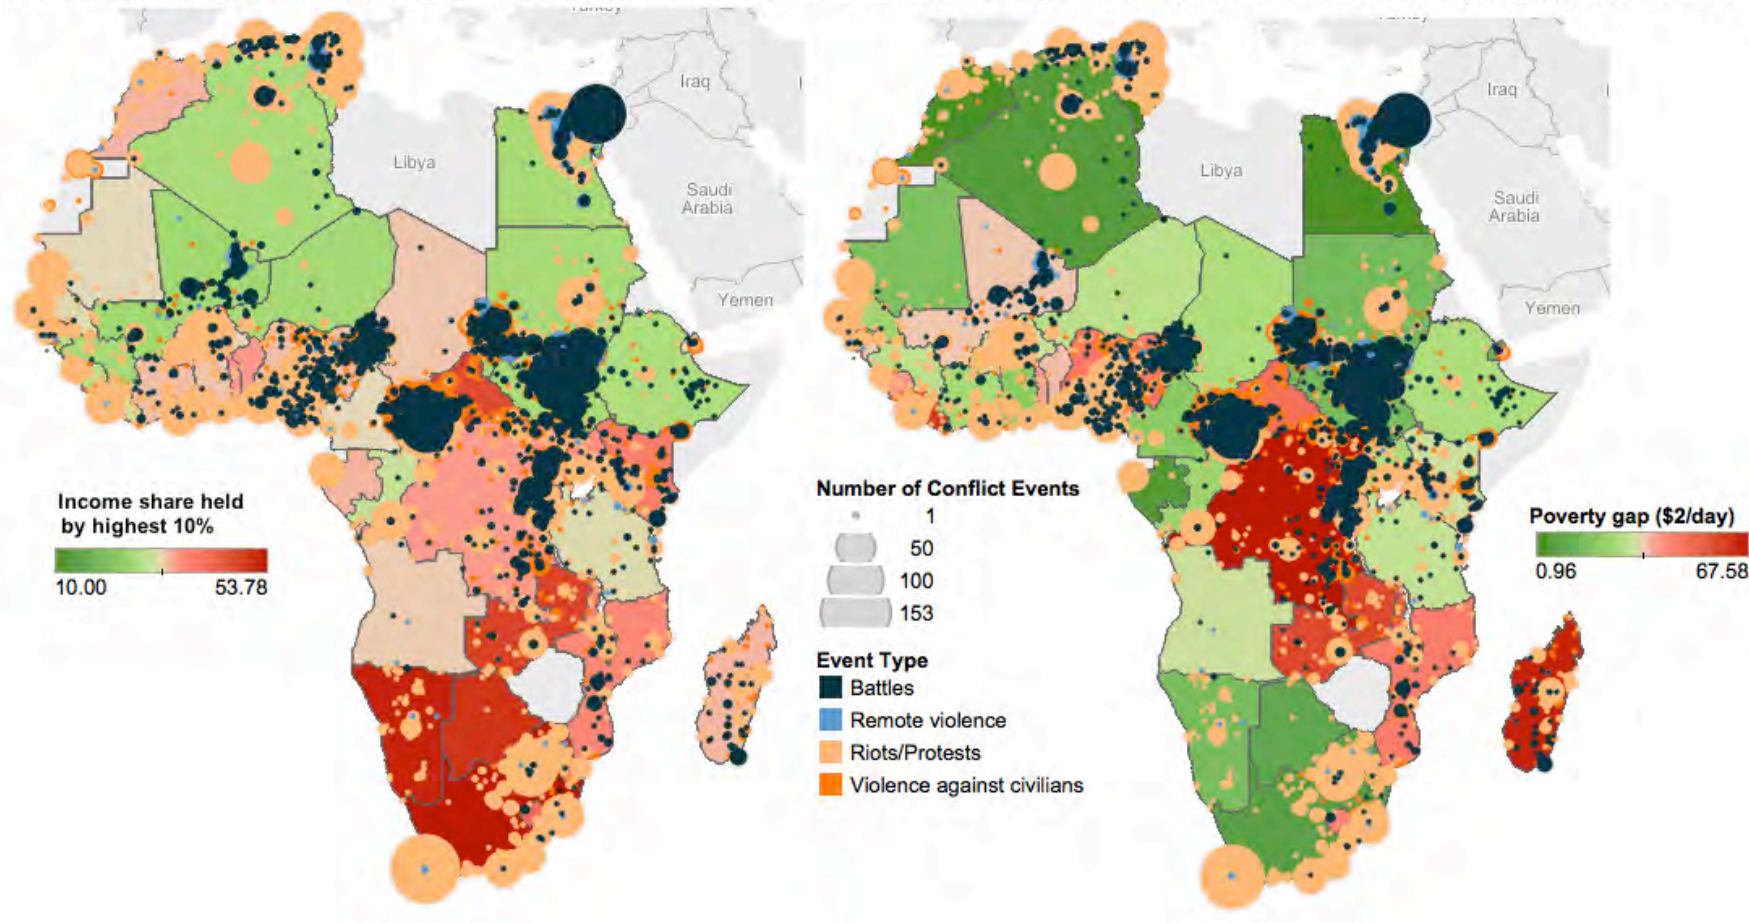 Iraq
Libya
Saudi
Arabia
Yemen
Income share held
by highest 10%
10.00
53.78
Number of Conflict Events
1
50
100
153
Event Type
Battles
Remote violence
Riots/Protests
Violence against civilians
Iraq
Libya
Saudi
Arabia
Yemen
Poverty gap ($2/day)
0.96
67.58